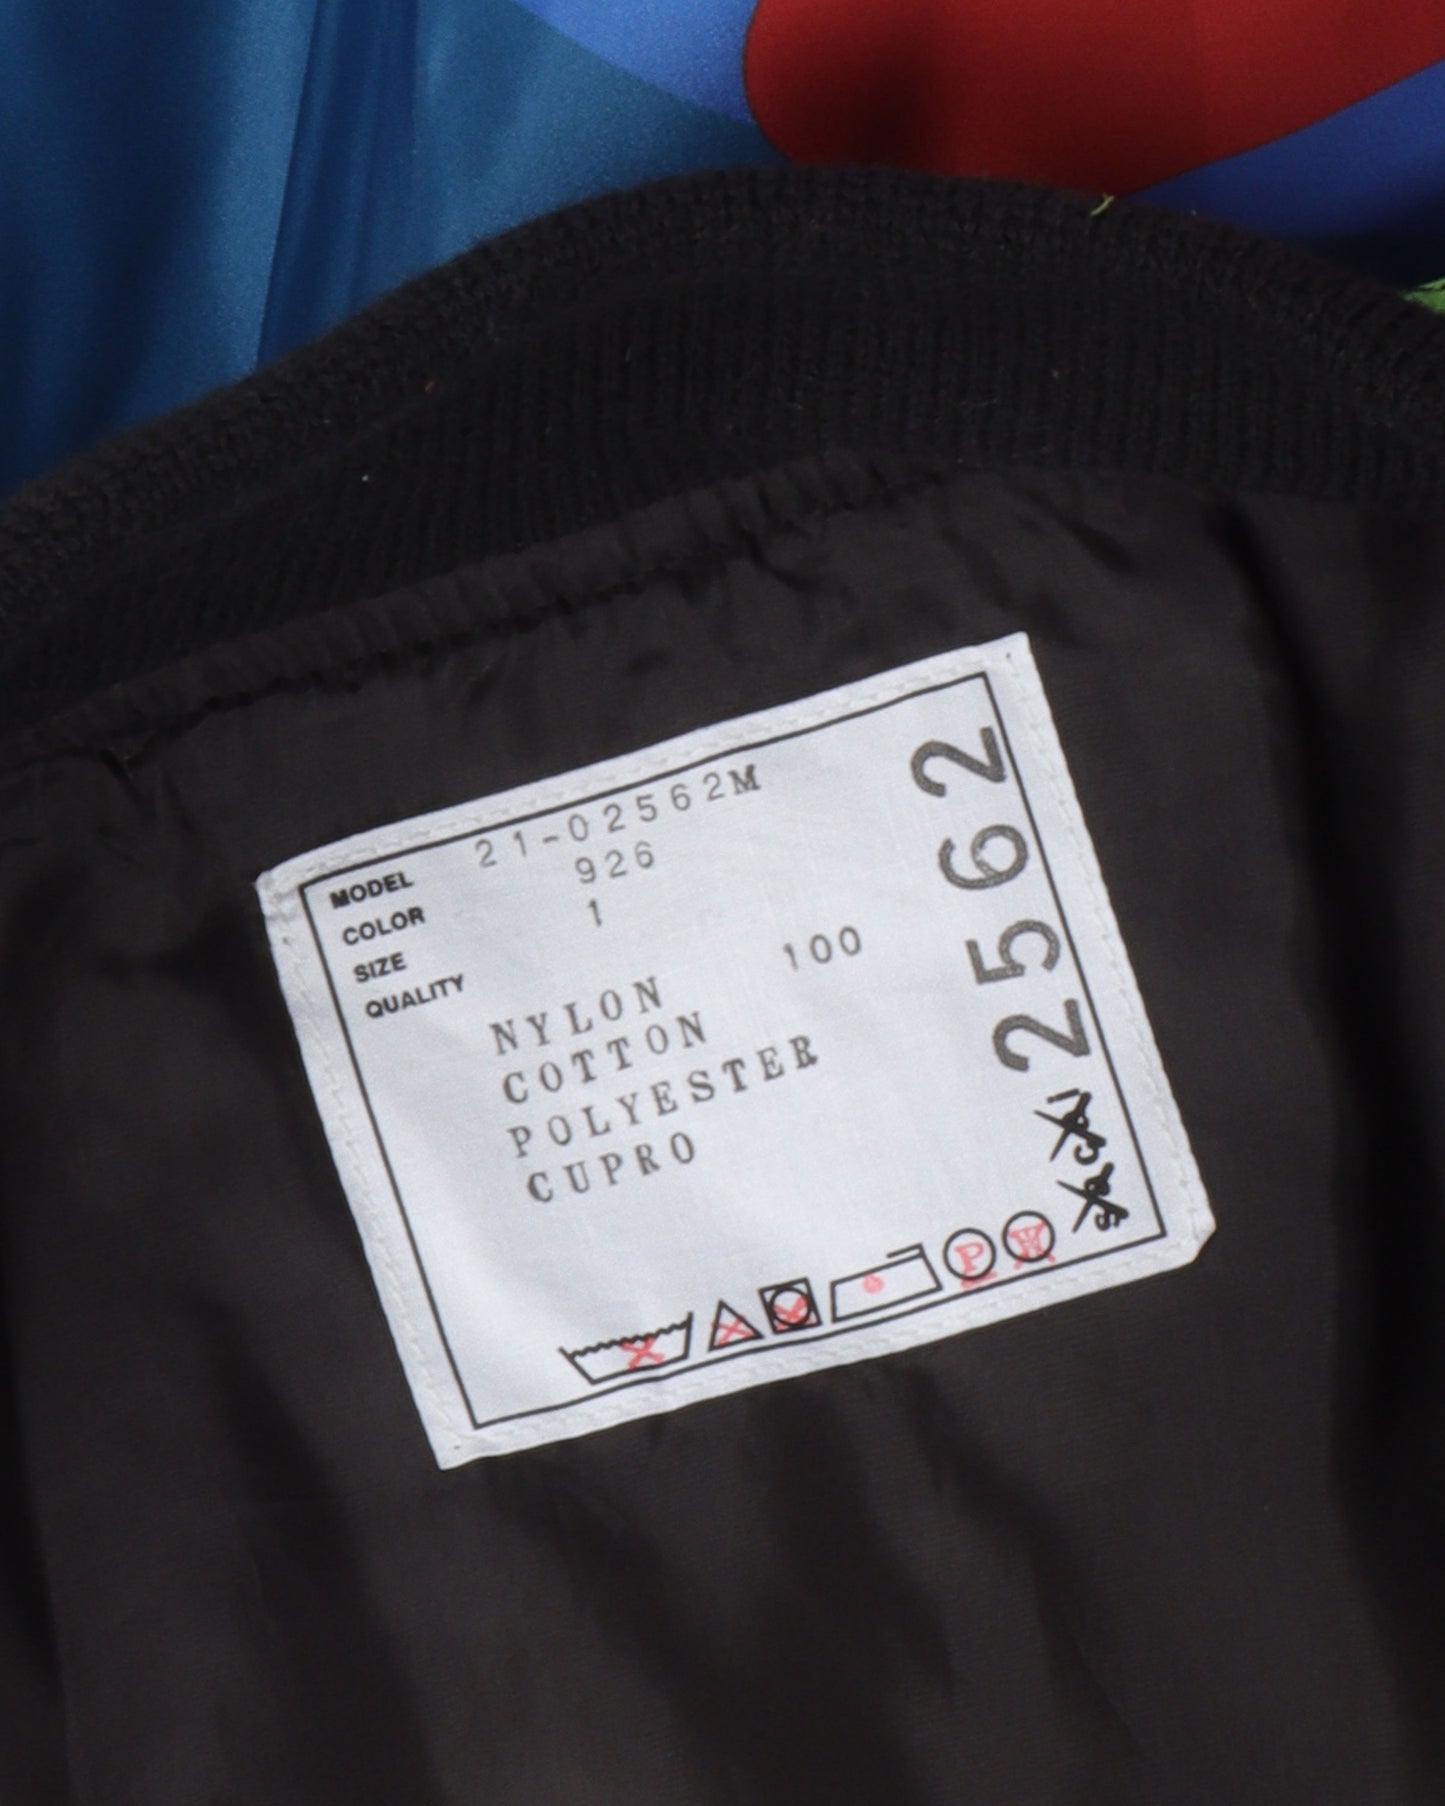 MODEL 21-02562M
COLOR 926
SIZE 1
QUALITY
NYLON 100
COTTON
POLYESTER
CUPRO
P W
2562
sacai